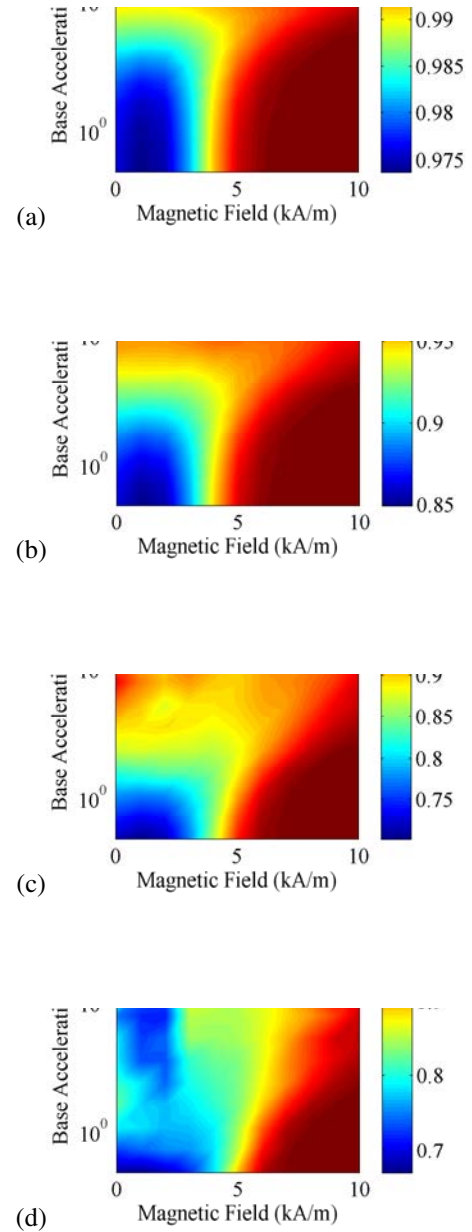 0.99
0.985
0.98
0.975
Base Accelerati
10⁰
0 5 10
Magnetic Field (kA/m)
(a)
0.95
0.9
0.85
Base Accelerati
10⁰
0 5 10
Magnetic Field (kA/m)
(b)
0.9
0.8
0.75
Base Accelerati
10⁰
0 5 10
Magnetic Field (kA/m)
(c)
0.8
0.7
Base Accelerati
10⁰
0 5 10
Magnetic Field (kA/m)
(d)